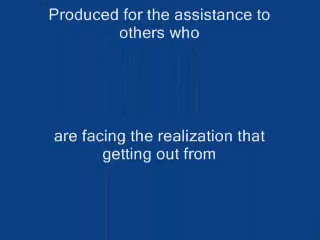 Produced for the assistance to
others who
are facing the realization that
getting out from